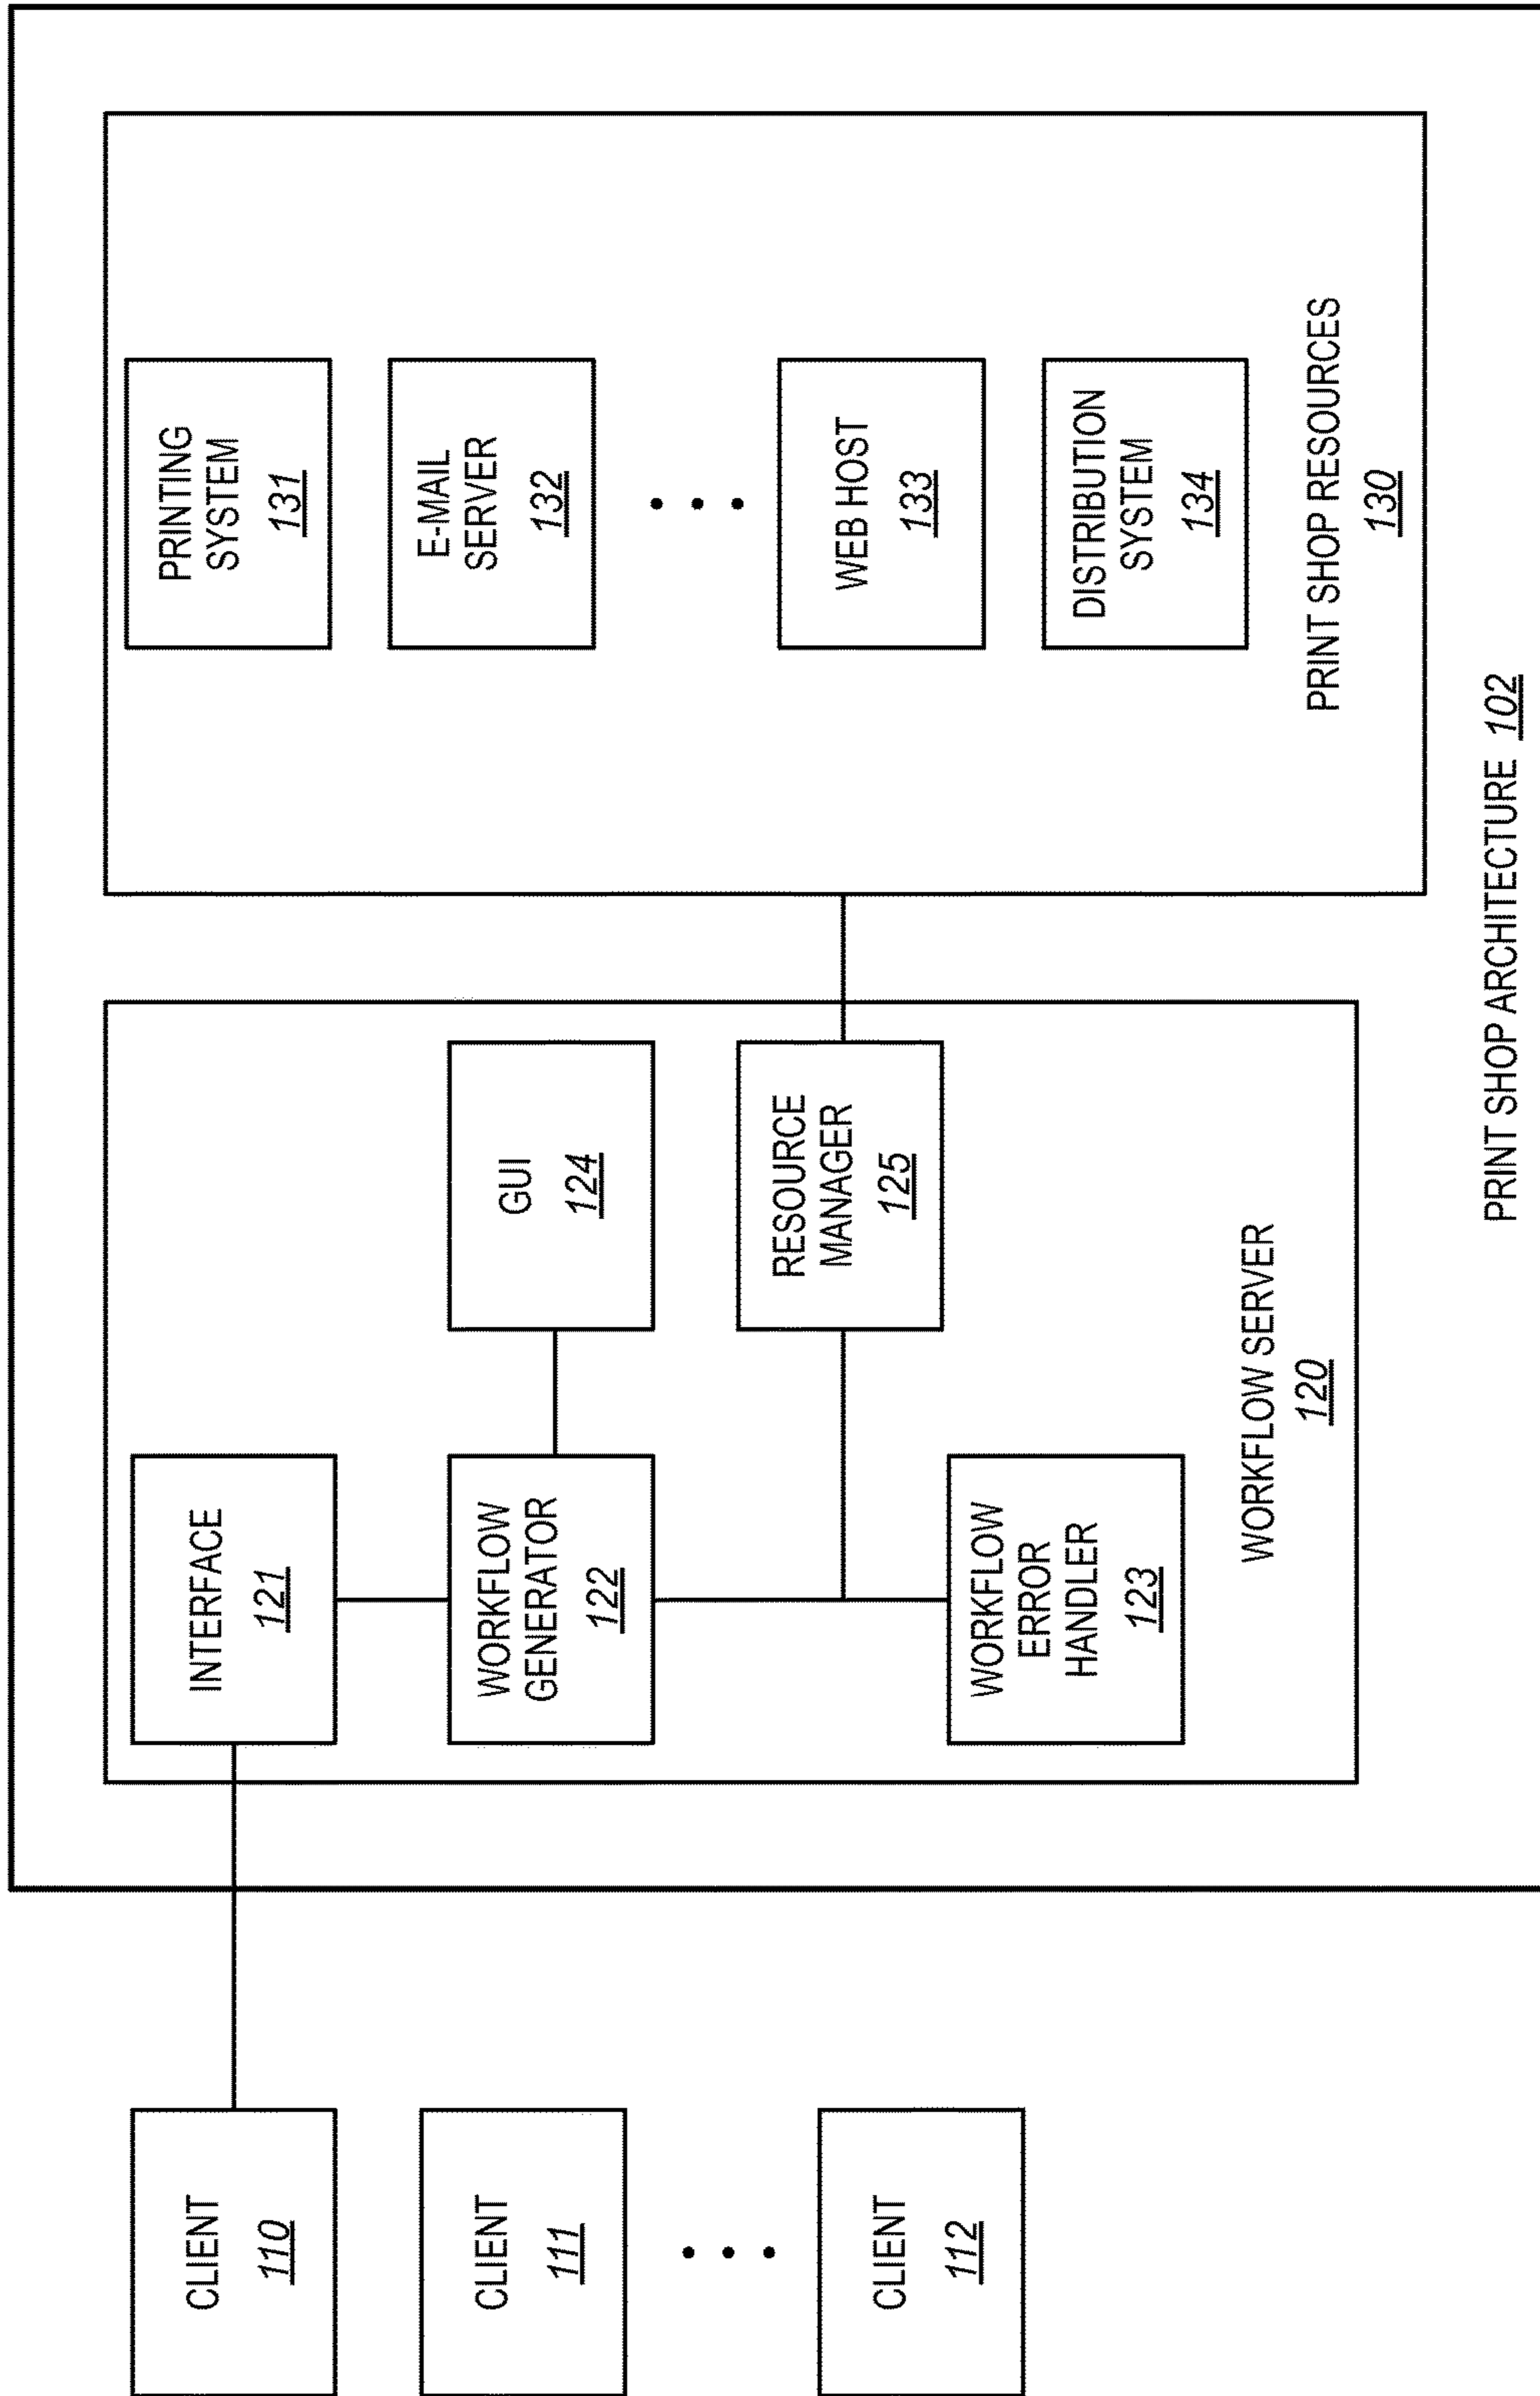 CLIENT
110
CLIENT
111
CLIENT
112
INTERFACE
121
WORKFLOW
GENERATOR
122
WORKFLOW
ERROR
HANDLER
123
GUI
124
RESOURCE
MANAGER
125
WORKFLOW SERVER
120
PRINTING
SYSTEM
131
E-MAIL
SERVER
132
WEB HOST
133
DISTRIBUTION
SYSTEM
134
PRINT SHOP RESOURCES
130
PRINT SHOP ARCHITECTURE 102